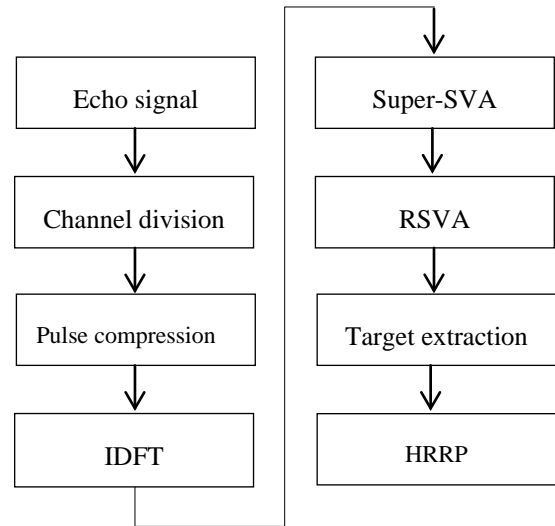 Echo signal
Channel division
Pulse compression
IDFT
Super-SVA
RSVA
Target extraction
HRRP